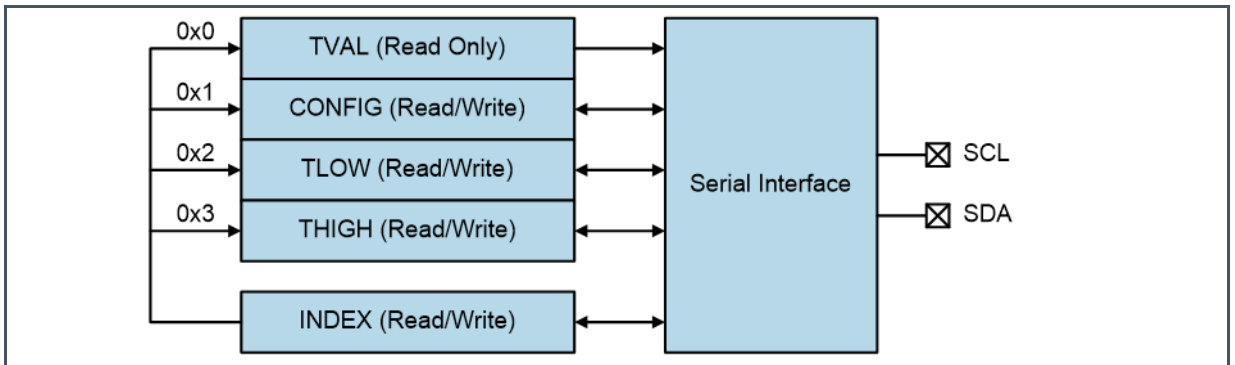 0x0
TVAL (Read Only)
0x1
CONFIG (Read/Write)
0x2
TLOW (Read/Write)
0x3
THIGH (Read/Write)
INDEX (Read/Write)
Serial Interface
SCL
SDA